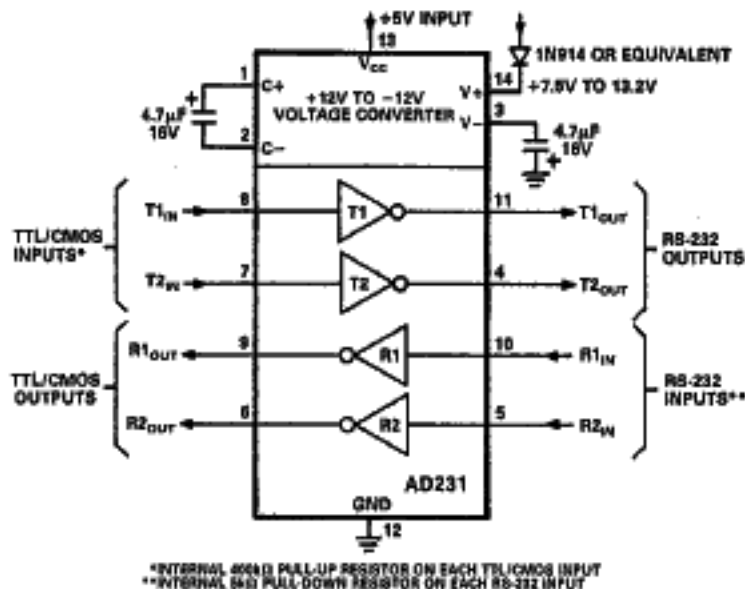 +5V INPUT
13
VCC
1N914 OR EQUIVALENT
1
C+
14
V+
+7.5V TO 13.2V
+12V TO −12V
VOLTAGE CONVERTER
+
4.7µF
16V
2
C−
3
V−
4.7µF
16V
+
TTL/CMOS
INPUTS*
T1IN
8
T1
11
T1OUT
RS-232
OUTPUTS
T2IN
7
T2
4
T2OUT
TTL/CMOS
OUTPUTS
R1OUT
9
R1
10
R1IN
RS-232
INPUTS**
R2OUT
6
R2
5
R2IN
AD231
GND
12
*INTERNAL 400kΩ PULL-UP RESISTOR ON EACH TTL/CMOS INPUT
**INTERNAL 5kΩ PULL-DOWN RESISTOR ON EACH RS-232 INPUT